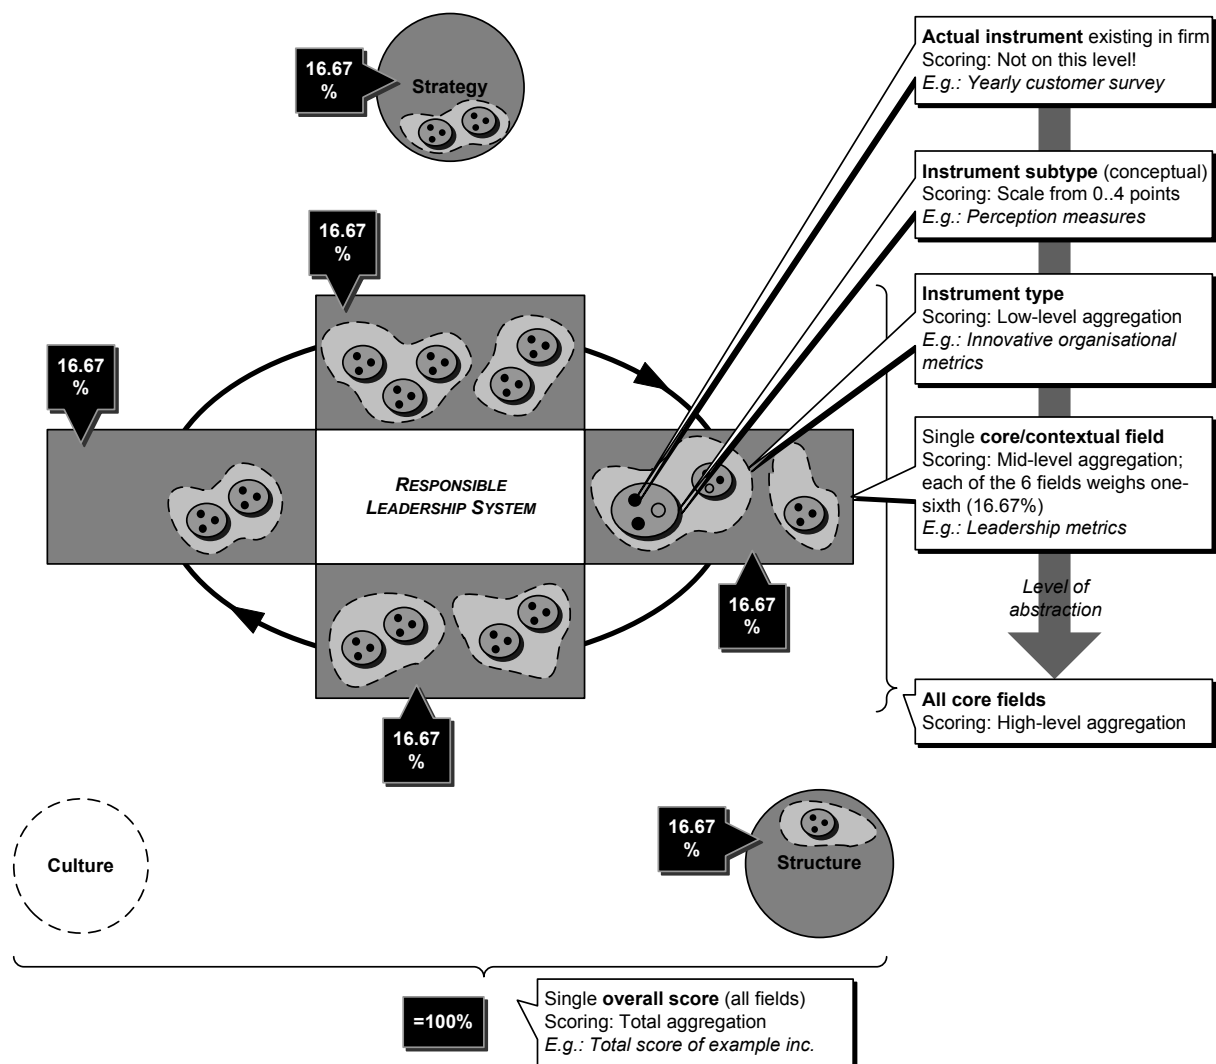 16.67
%
Strategy
Actual instrument existing in firm
Scoring: Not on this level!
E.g.: Yearly customer survey
Instrument subtype (conceptual)
Scoring: Scale from 0..4 points
E.g.: Perception measures
16.67
%
Instrument type
Scoring: Low-level aggregation
E.g.: Innovative organisational
metrics
16.67
%
RESPONSIBLE
LEADERSHIP SYSTEM
Single core/contextual field
Scoring: Mid-level aggregation;
each of the 6 fields weighs one-
sixth (16.67%)
E.g.: Leadership metrics
16.67
%
Level of
abstraction
16.67
%
All core fields
Scoring: High-level aggregation
Culture
16.67
%
Structure
=100%
Single overall score (all fields)
Scoring: Total aggregation
E.g.: Total score of example inc.